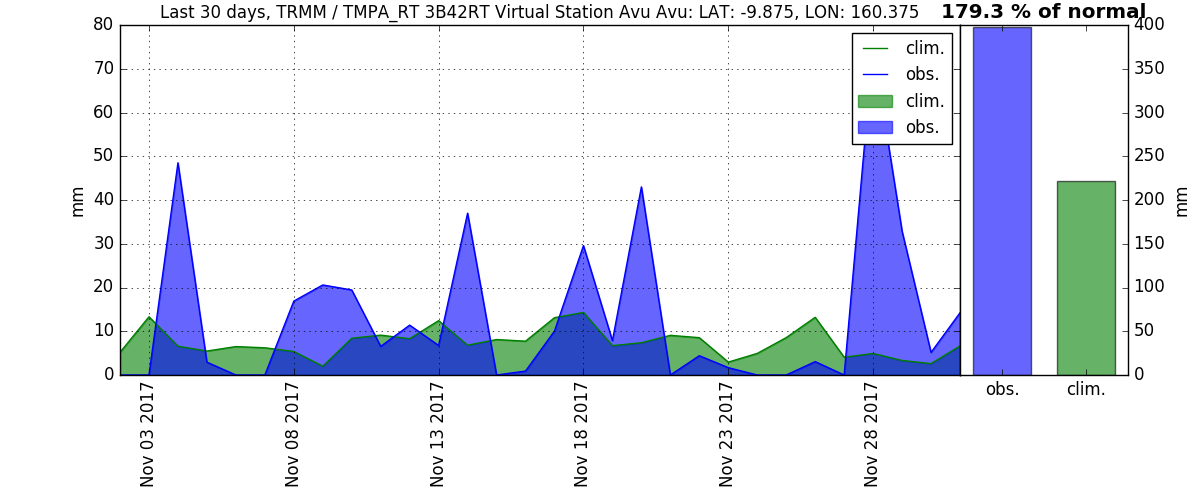 Last 30 days, TRMM / TMPA_RT 3B42RT Virtual Station Avu Avu: LAT: -9.875, LON: 160.375
179.3 % of normal
80
70
60
50
40
30
20
10
0
mm
clim.
obs.
clim.
obs.
400
350
300
250
200
150
100
50
0
mm
Nov 03 2017
Nov 08 2017
Nov 13 2017
Nov 18 2017
Nov 23 2017
Nov 28 2017
obs.
clim.